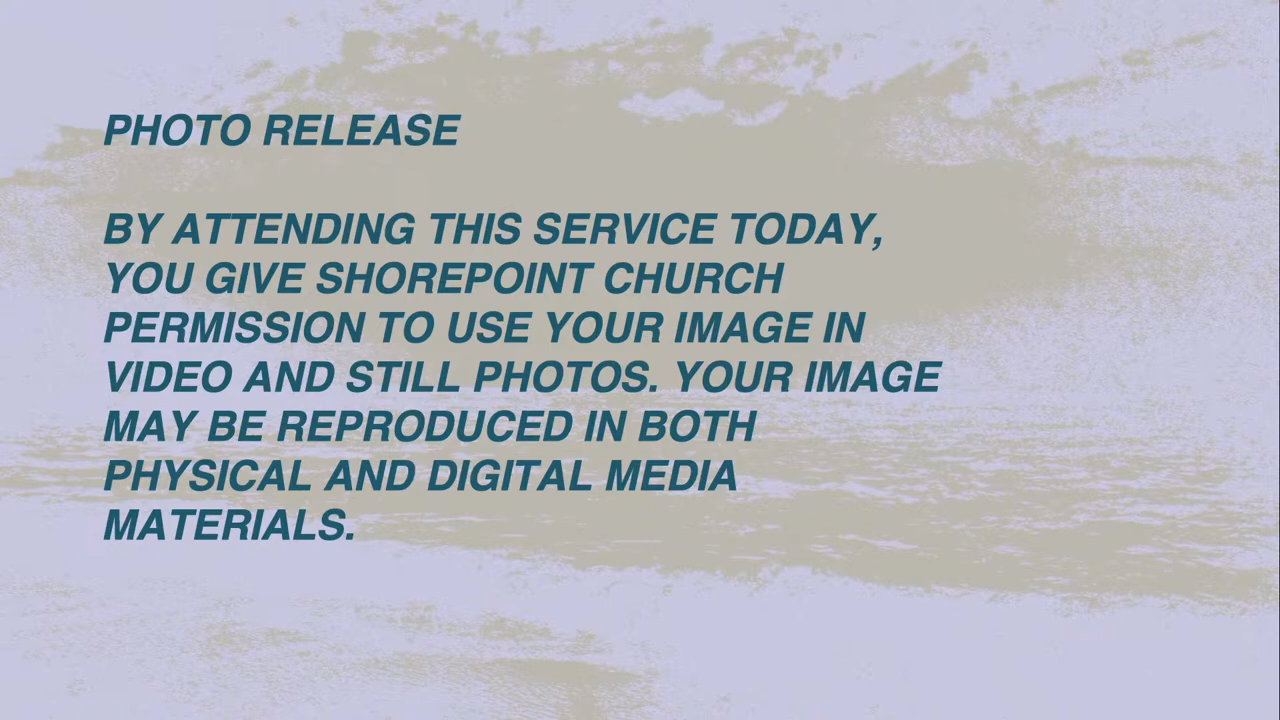 PHOTO RELEASE
BY ATTENDING THIS SERVICE TODAY,
YOU GIVE SHOREPOINT CHURCH
PERMISSION TO USE YOUR IMAGE IN
VIDEO AND STILL PHOTOS. YOUR IMAGE
MAY BE REPRODUCED IN BOTH
PHYSICAL AND DIGITAL MEDIA
MATERIALS.